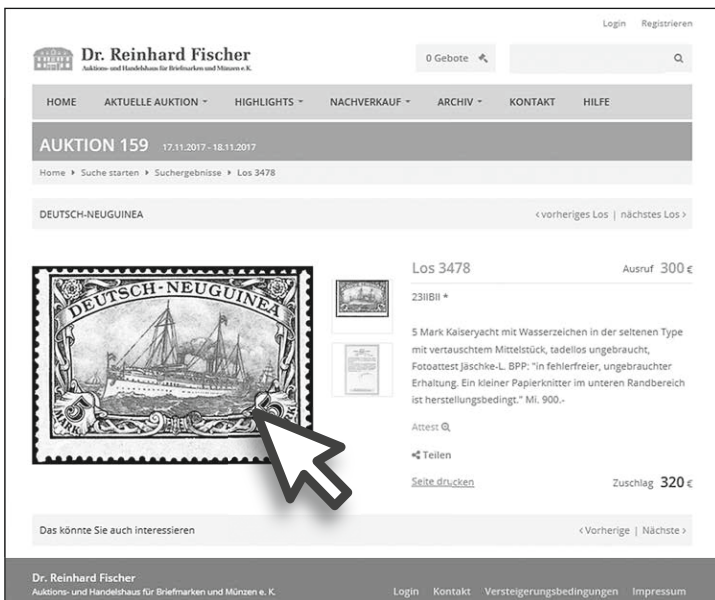 Login Registrieren
Dr. Reinhard Fischer
Auktions- und Handelshaus für Briefmarken und Münzen e. K.
0 Gebote
HOME AKTUELLE AUKTION HIGHLIGHTS NACHVERKAUF ARCHIV KONTAKT HILFE
AUKTION 159 17.11.2017 - 18.11.2017
Home Suche starten Suchergebnisse Los 3478
DEUTSCH-NEUGUINEA ‹ vorheriges Los | nächstes Los ›
DEUTSCH-NEUGUINEA
5 MARK
5 MARK
Los 3478 Ausruf 300 €
23IIBII *
5 Mark Kaiseryacht mit Wasserzeichen in der seltenen Type
mit vertauschtem Mittelstück, tadellos ungebraucht,
Fotoattest Jäschke-L. BPP: "in fehlerfreier, ungebrauchter
Erhaltung. Ein kleiner Papierknitter im unteren Randbereich
ist herstellungsbedingt." Mi. 900.-
Attest
Teilen
Seite drucken Zuschlag 320 €
Das könnte Sie auch interessieren ‹ Vorherige | Nächste ›
Dr. Reinhard Fischer
Auktions- und Handelshaus für Briefmarken und Münzen e. K.
Login Kontakt Versteigerungsbedingungen Impressum